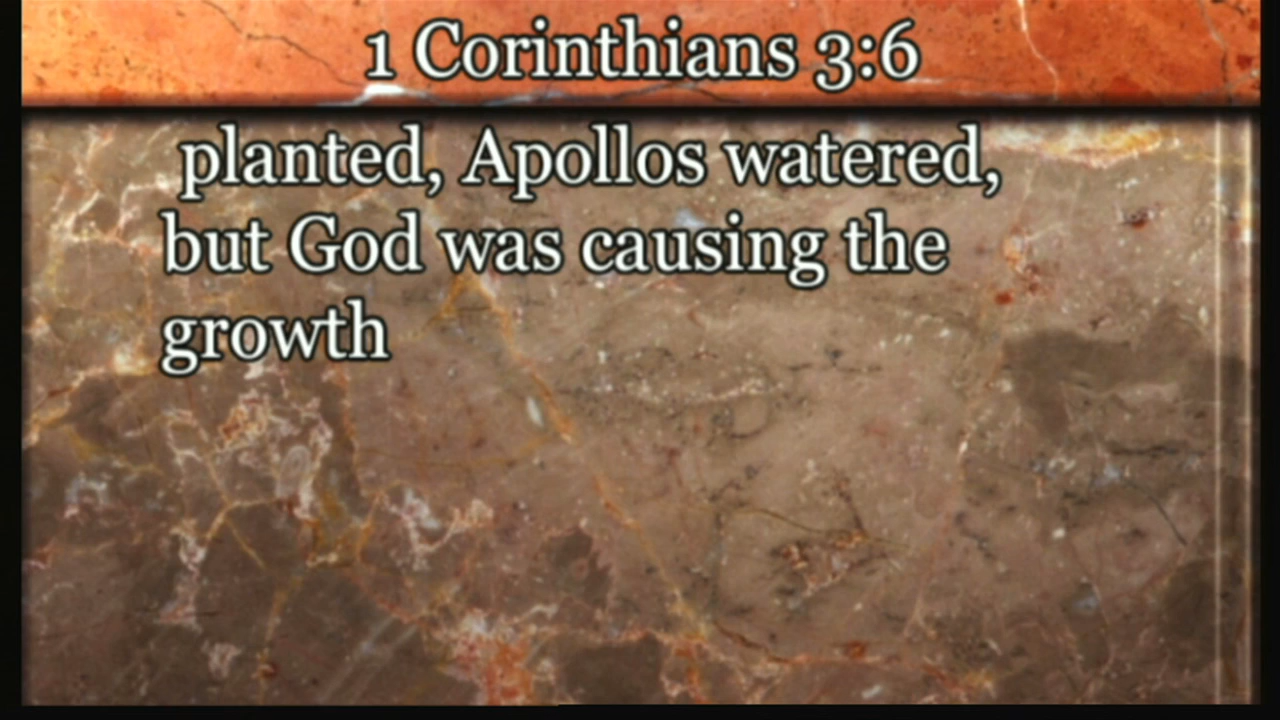 1 Corinthians 3:6
planted, Apollos watered,
but God was causing the
growth